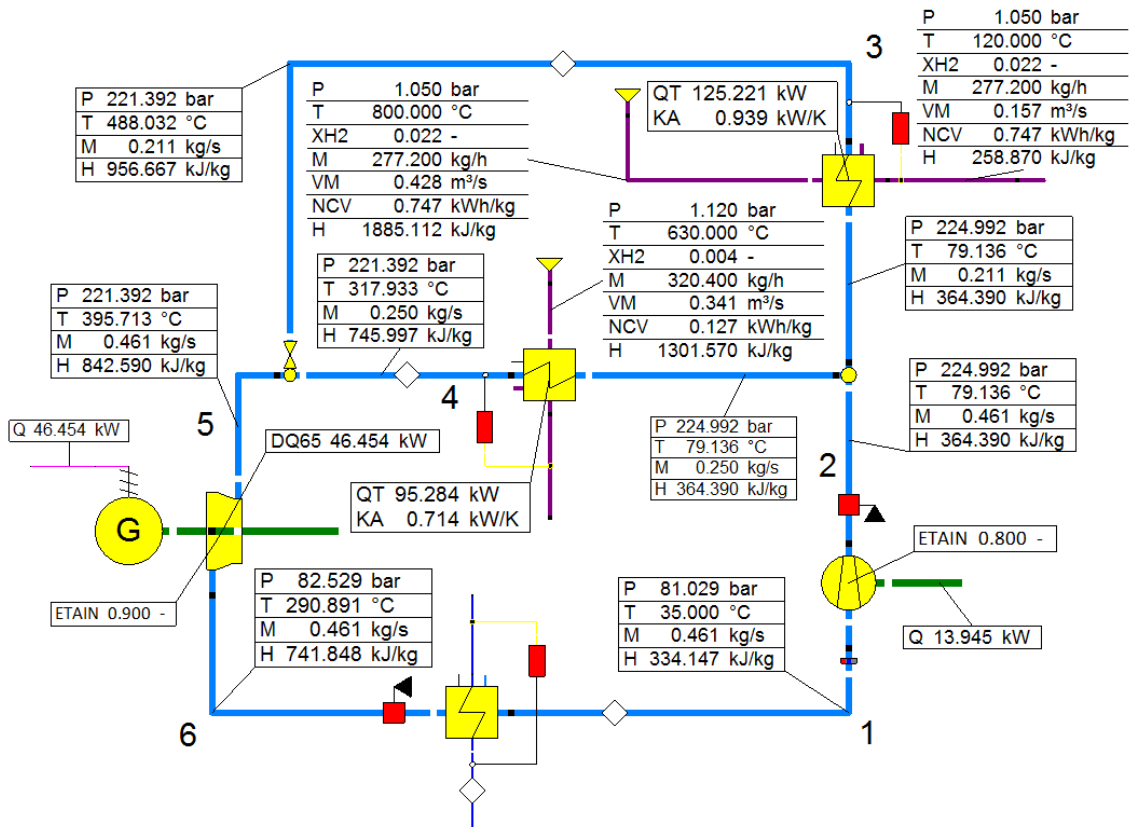 3
P 1.050 bar
T 120.000 °C
XH2 0.022 -
M 277.200 kg/h
VM 0.157 m³/s
NCV 0.747 kWh/kg
H 258.870 kJ/kg
P 221.392 bar
T 488.032 °C
M 0.211 kg/s
H 956.667 kJ/kg
P 1.050 bar
T 800.000 °C
XH2 0.022 -
M 277.200 kg/h
VM 0.428 m³/s
NCV 0.747 kWh/kg
H 1885.112 kJ/kg
QT 125.221 kW
KA 0.939 kW/K
P 1.120 bar
T 630.000 °C
XH2 0.004 -
M 320.400 kg/h
VM 0.341 m³/s
NCV 0.127 kWh/kg
H 1301.570 kJ/kg
P 224.992 bar
T 79.136 °C
M 0.211 kg/s
H 364.390 kJ/kg
P 221.392 bar
T 317.933 °C
M 0.250 kg/s
H 745.997 kJ/kg
P 221.392 bar
T 395.713 °C
M 0.461 kg/s
H 842.590 kJ/kg
4
P 224.992 bar
T 79.136 °C
M 0.461 kg/s
H 364.390 kJ/kg
5
Q 46.454 kW
DQ65 46.454 kW
P 224.992 bar
T 79.136 °C
M 0.250 kg/s
H 364.390 kJ/kg
2
QT 95.284 kW
KA 0.714 kW/K
G
ETAIN 0.800 -
ETAIN 0.900 -
P 82.529 bar
T 290.891 °C
M 0.461 kg/s
H 741.848 kJ/kg
P 81.029 bar
T 35.000 °C
M 0.461 kg/s
H 334.147 kJ/kg
Q 13.945 kW
6
1